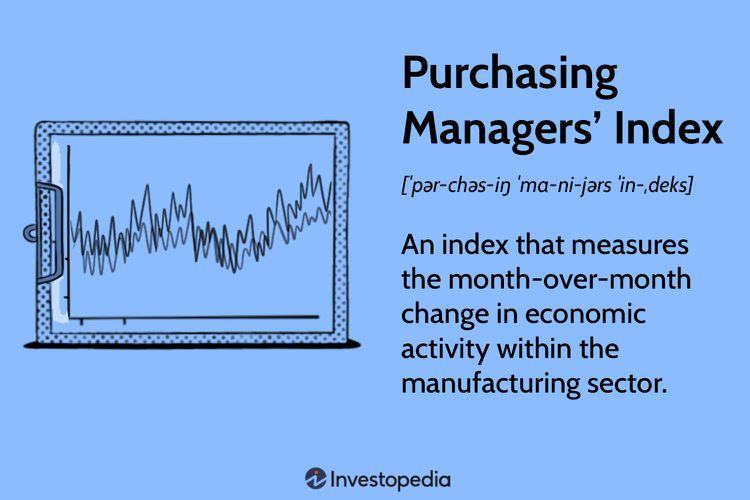 Purchasing
Managers’ Index
[ˈpər-chəs-iŋ ˈma-ni-jərs ˈin-ˌdeks]
An index that measures
the month-over-month
change in economic
activity within the
manufacturing sector.
Investopedia